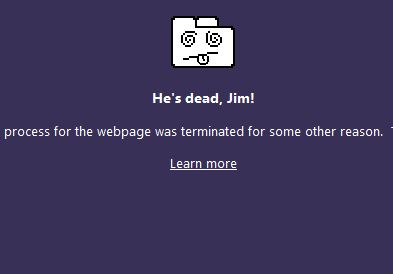 He's dead, Jim!
process for the webpage was terminated for some other reason.
Learn more